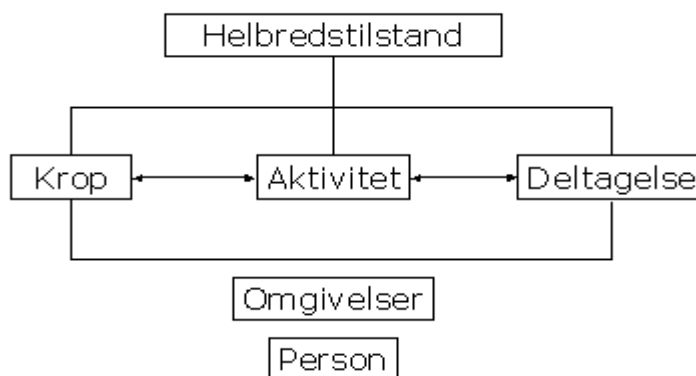 Helbredstilstand
Krop
Aktivitet
Deltagelse
Omgivelser
Person